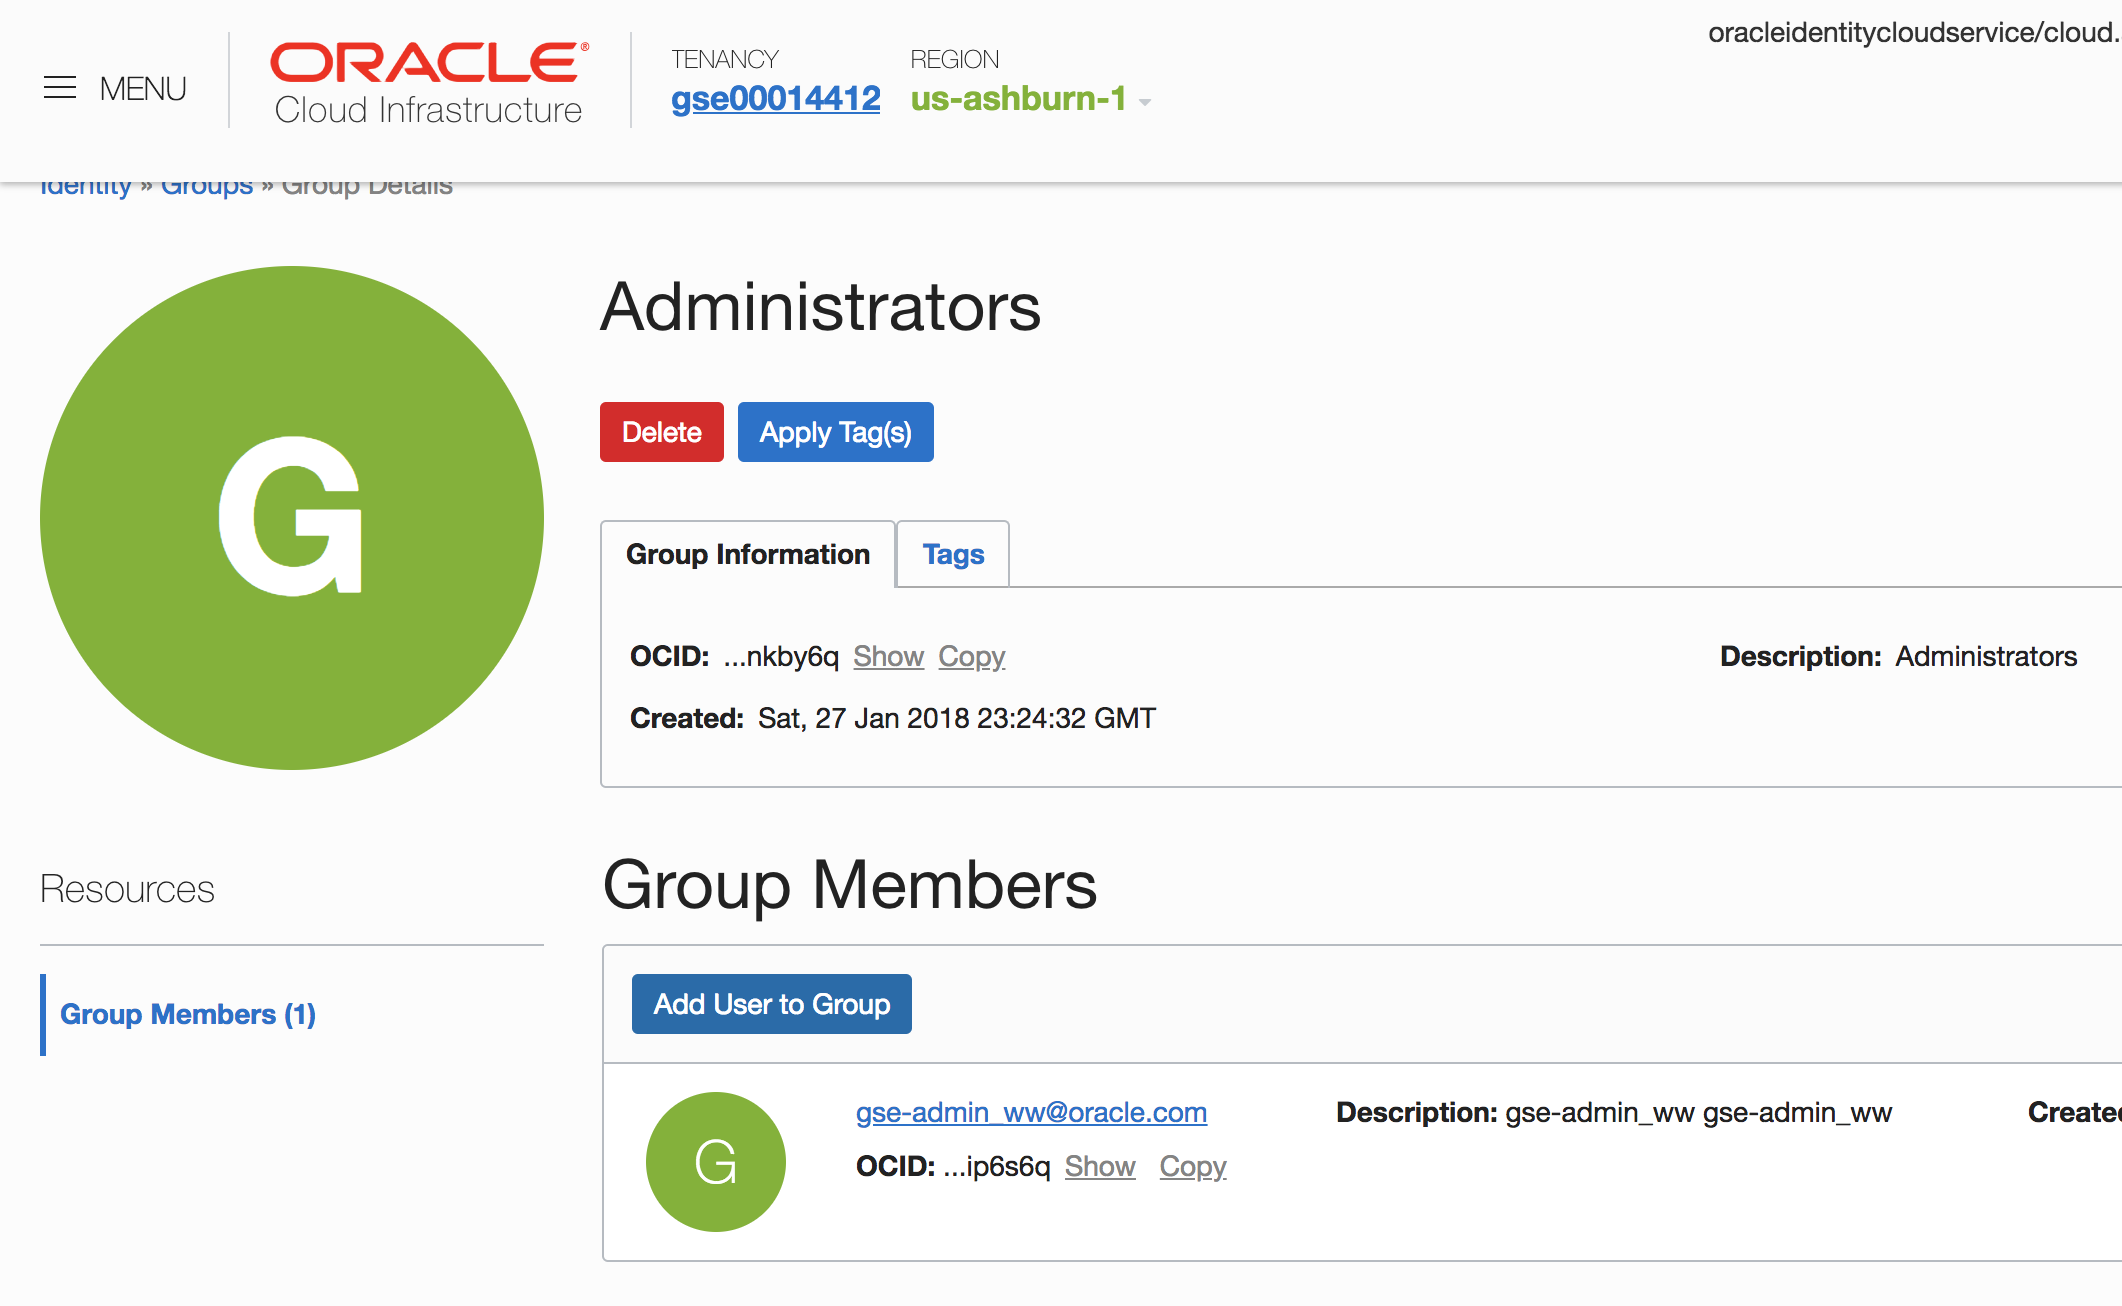 MENU
ORACLE®
Cloud Infrastructure
TENANCY
gse00014412
REGION
us-ashburn-1
oracleidentitycloudservice/cloud.
Identity » Groups » Group Details
G
Administrators
Delete
Apply Tag(s)
Group Information
Tags
OCID: ...nkby6q Show Copy
Description: Administrators
Created: Sat, 27 Jan 2018 23:24:32 GMT
Resources
Group Members (1)
Group Members
Add User to Group
G
gse-admin_ww@oracle.com
Description: gse-admin_ww gse-admin_ww
OCID: ...ip6s6q Show Copy